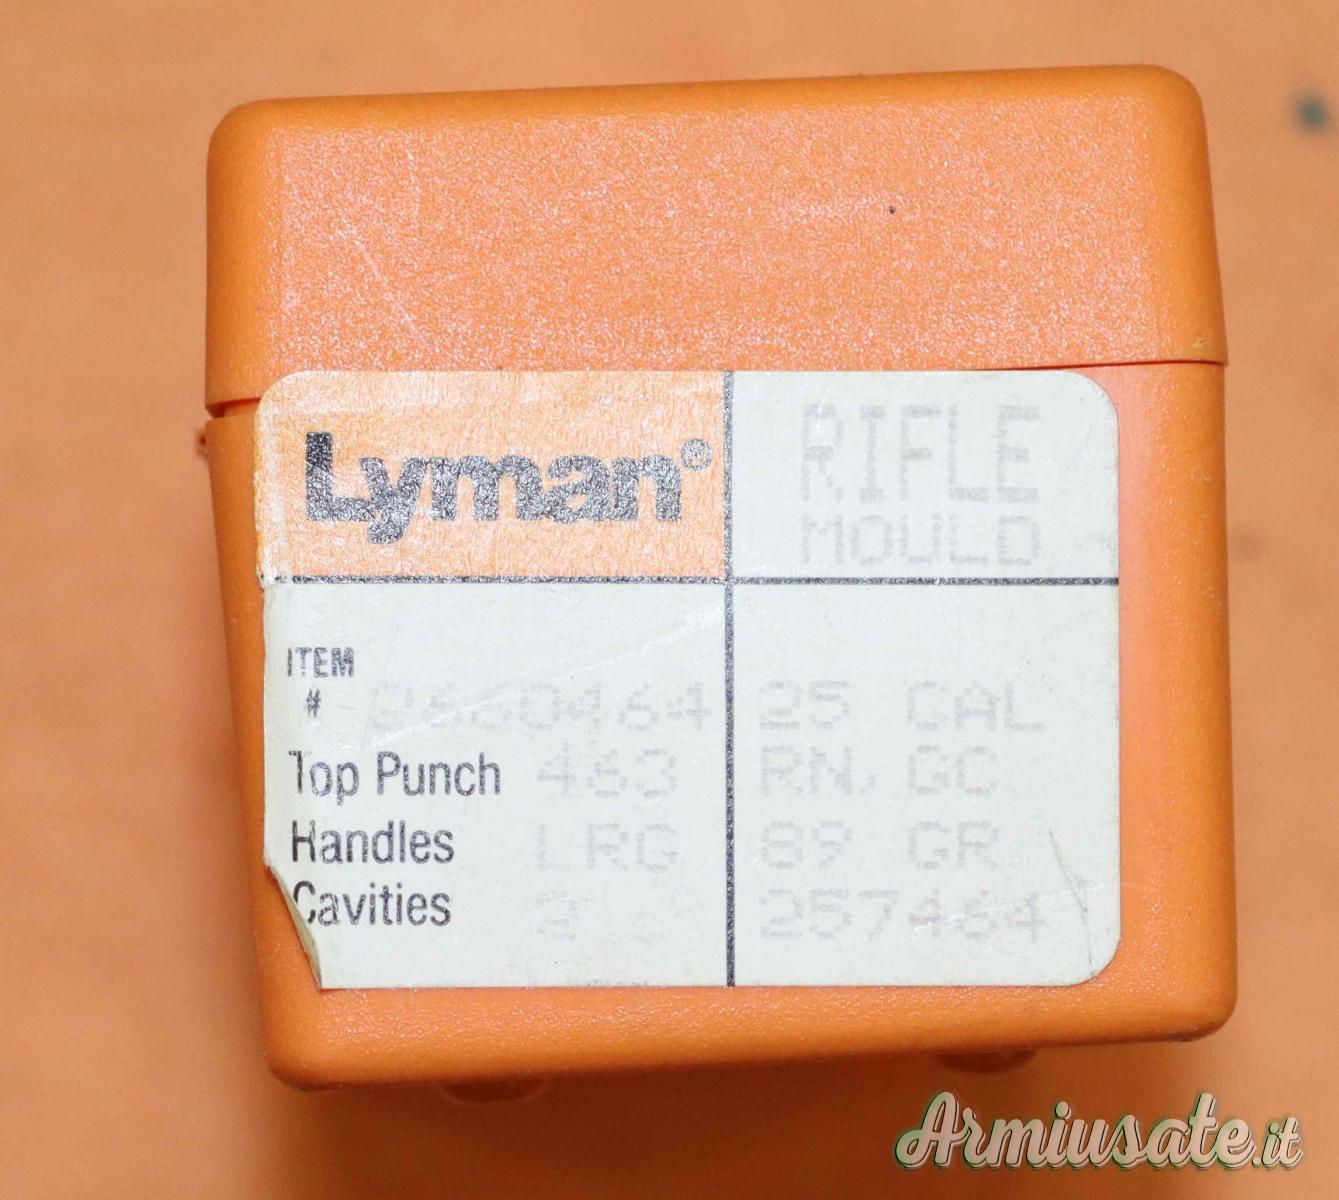 Lyman®
RIFLE
MOULD
ITEM
# 2660464 25 CAL
Top Punch 463 RN. GC
Handles LRG 89 GR
Cavities 2 257464
Armiusate.it